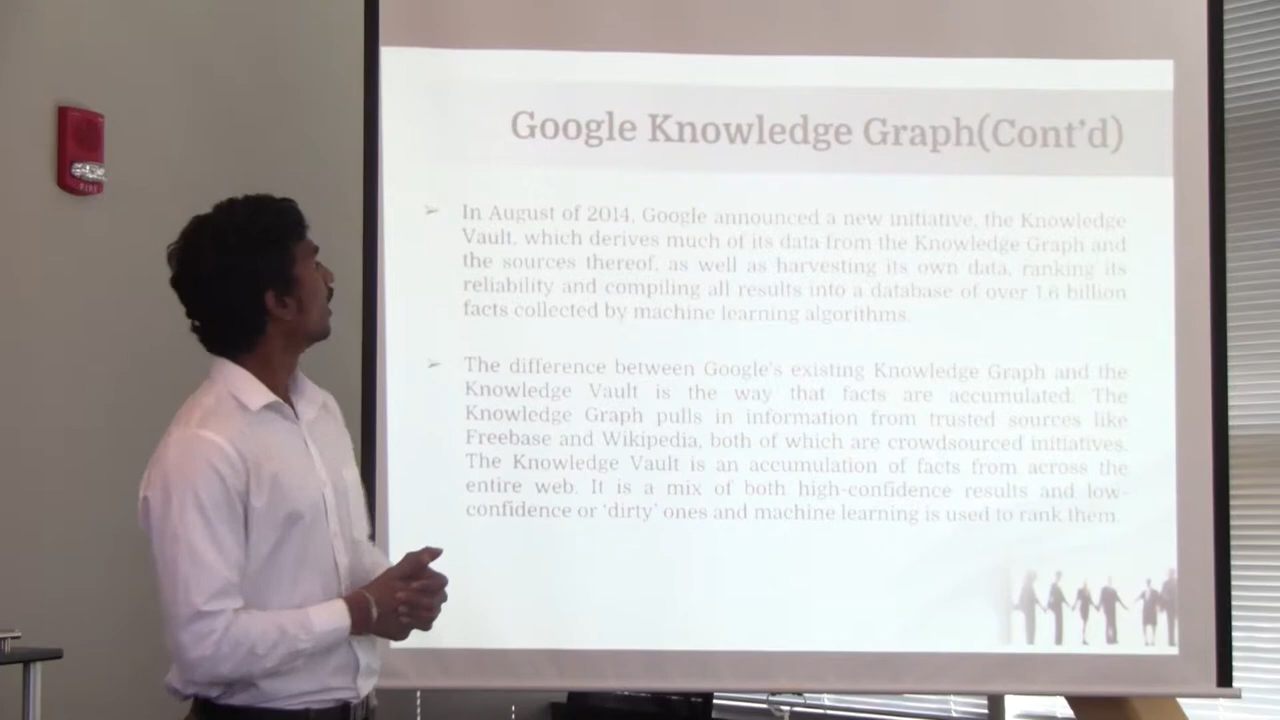 FIRE
Google Knowledge Graph(Cont’d)
In August of 2014, Google announced a new initiative, the Knowledge
Vault, which derives much of its data from the Knowledge Graph and
the sources thereof, as well as harvesting its own data, ranking its
reliability and compiling all results into a database of over 1.6 billion
facts collected by machine learning algorithms.
The difference between Google's existing Knowledge Graph and the
Knowledge Vault is the way that facts are accumulated. The
Knowledge Graph pulls in information from trusted sources like
Freebase and Wikipedia, both of which are crowdsourced initiatives.
The Knowledge Vault is an accumulation of facts from across the
entire web. It is a mix of both high-confidence results and low-
confidence or ‘dirty’ ones and machine learning is used to rank them.